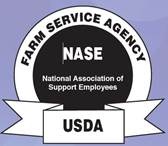 FARM SERVICE AGENCY
NASE
National Association of
Support Employees
USDA